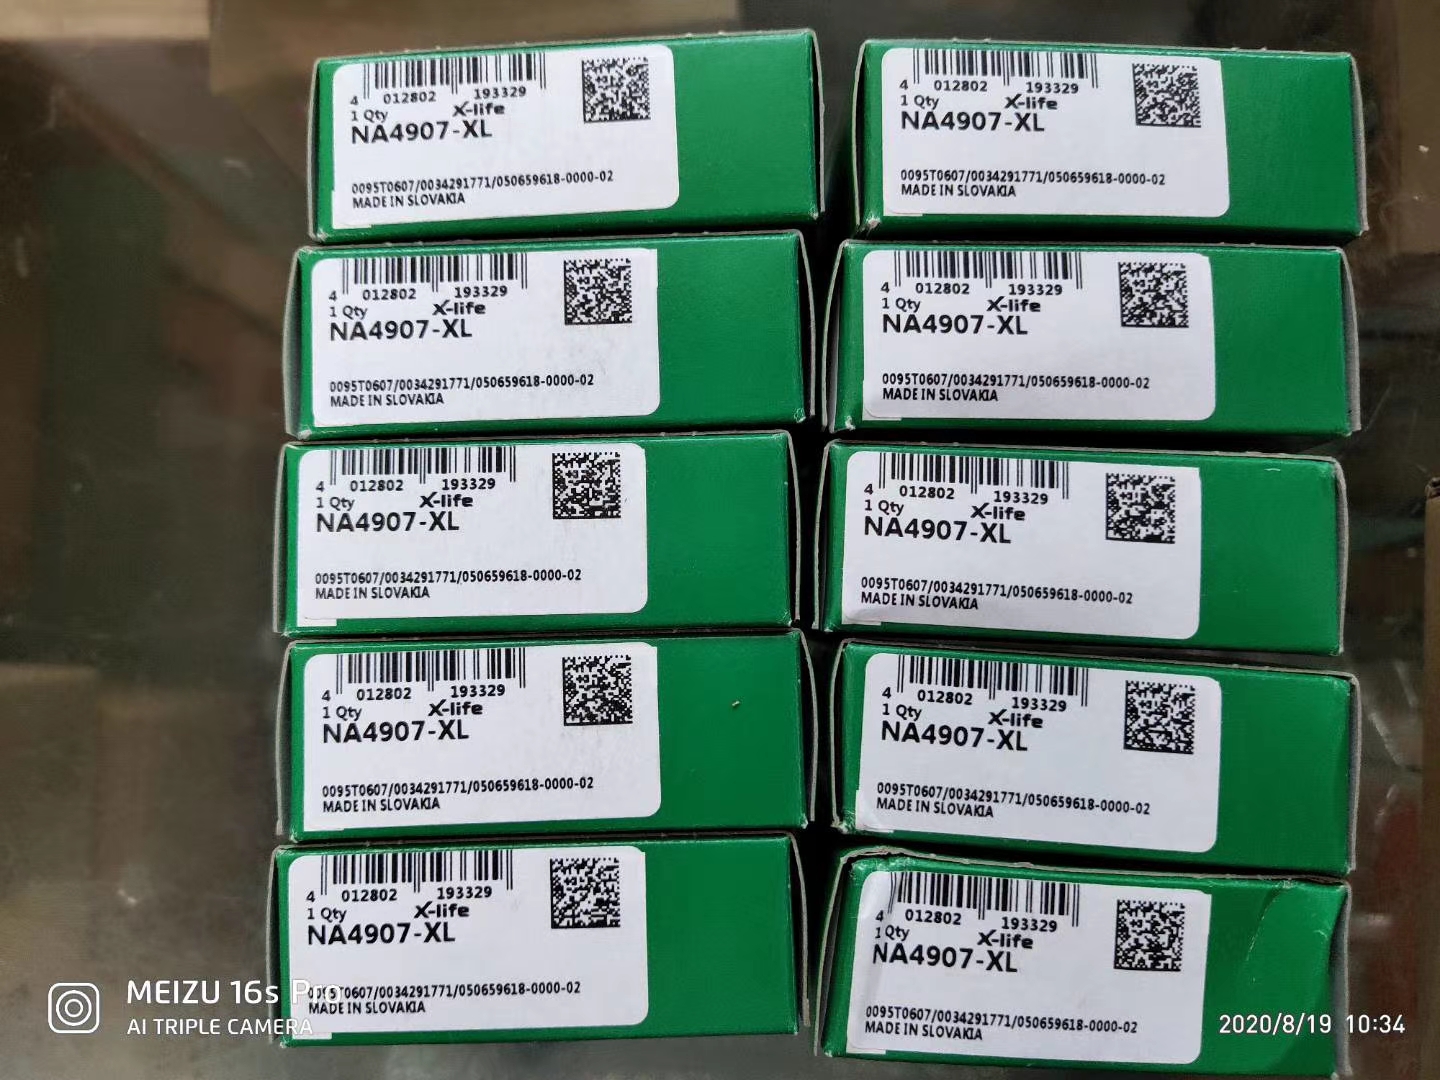 4 012802 193329
1 Qty X-life
NA4907-XL
0095T0607/0034291771/050659618-0000-02
MADE IN SLOVAKIA
4 012802 193329
1 Qty X-life
NA4907-XL
0095T0607/0034291771/050659618-0000-02
MADE IN SLOVAKIA
4 012802 193329
1 Qty X-life
NA4907-XL
0095T0607/0034291771/050659618-0000-02
MADE IN SLOVAKIA
4 012802 193329
1 Qty X-life
NA4907-XL
0095T0607/0034291771/050659618-0000-02
MADE IN SLOVAKIA
4 012802 193329
1 Qty X-life
NA4907-XL
0095T0607/0034291771/050659618-0000-02
MADE IN SLOVAKIA
4 012802 193329
1 Qty X-life
NA4907-XL
0095T0607/0034291771/050659618-0000-02
MADE IN SLOVAKIA
4 012802 193329
1 Qty X-life
NA4907-XL
0095T0607/0034291771/050659618-0000-02
MADE IN SLOVAKIA
4 012802 193329
1 Qty X-life
NA4907-XL
0095T0607/0034291771/050659618-0000-02
MADE IN SLOVAKIA
4 012802 193329
1 Qty X-life
NA4907-XL
0095T0607/0034291771/050659618-0000-02
MADE IN SLOVAKIA
4 012802 193329
1 Qty X-life
NA4907-XL
0095T0607/0034291771/050659618-0000-02
MADE IN SLOVAKIA
MEIZU 16s Pro
AI TRIPLE CAMERA
2020/8/19 10:34